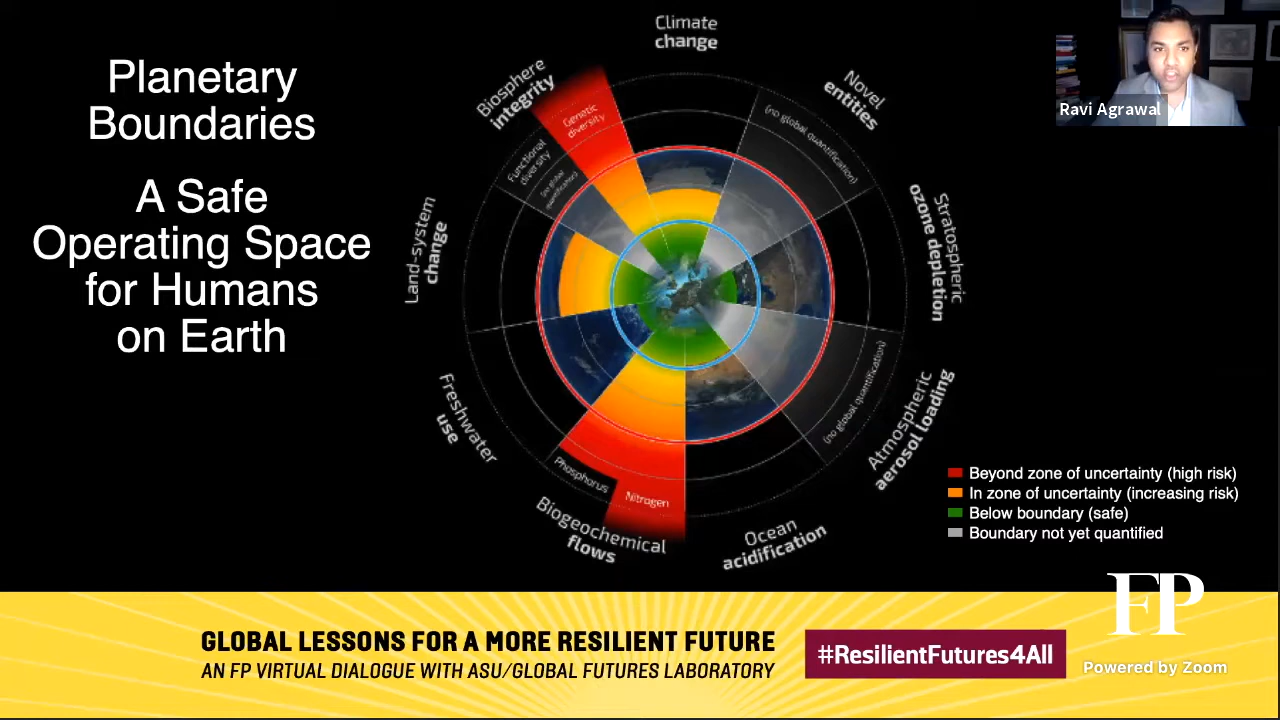 Planetary
Boundaries
A Safe
Operating Space
for Humans
on Earth
Climate
change
Novel
entities
(no global quantification)
Stratospheric
ozone depletion
Atmospheric
aerosol loading
(no global quantification)
Ocean
acidification
Biogeochemical
flows
Phosphorus
Nitrogen
Freshwater
use
Land-system
change
Biosphere
integrity
Genetic
diversity
Functional
diversity
(no global
quantification)
Ravi Agrawal
Beyond zone of uncertainty (high risk)
In zone of uncertainty (increasing risk)
Below boundary (safe)
Boundary not yet quantified
GLOBAL LESSONS FOR A MORE RESILIENT FUTURE
AN FP VIRTUAL DIALOGUE WITH ASU/GLOBAL FUTURES LABORATORY
#ResilientFutures4All
FP
Powered by Zoom